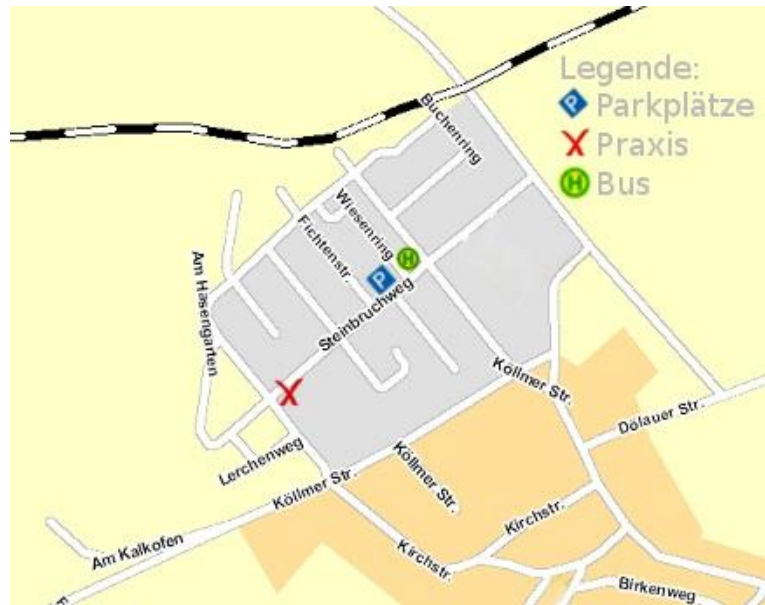 Legende:
P Parkplätze
Praxis
H Bus
Buchenring
Wiesenring
Fichtenstr.
H
P
Am Hasengarten
Steinbruchweg
Köllmer Str.
Dölauer Str.
Lerchenweg
Köllmer Str.
Köllmer Str.
Kirchstr.
Am Kalkofen
Kirchstr.
Birkenweg